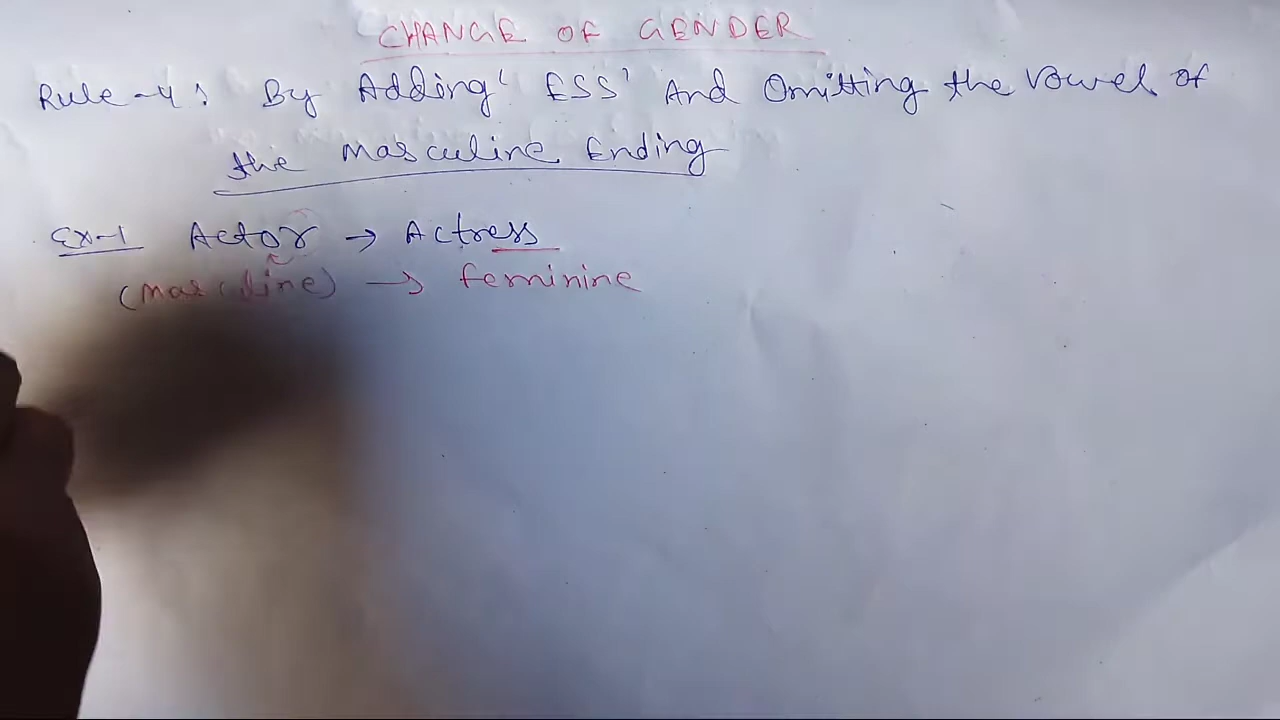 CHANGE OF GENDER
Rule-4: By Adding 'ESS' And Omitting the Vowel of
the Masculine Ending
Ex-1 Actor → Actress
(Masculine) → feminine